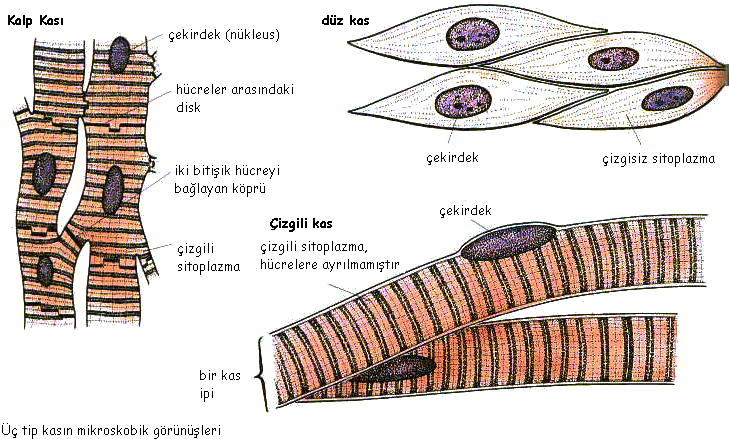 Kalp Kası
çekirdek (nükleus)
hücreler arasındaki
disk
iki bitişik hücreyi
bağlayan köprü
çizgili
sitoplazma
düz kas
çekirdek
çizgisiz sitoplazma
Çizgili kas
çekirdek
çizgili sitoplazma,
hücrelere ayrılmamıştır
bir kas
ipi
Üç tip kasın mikroskobik görünüşleri